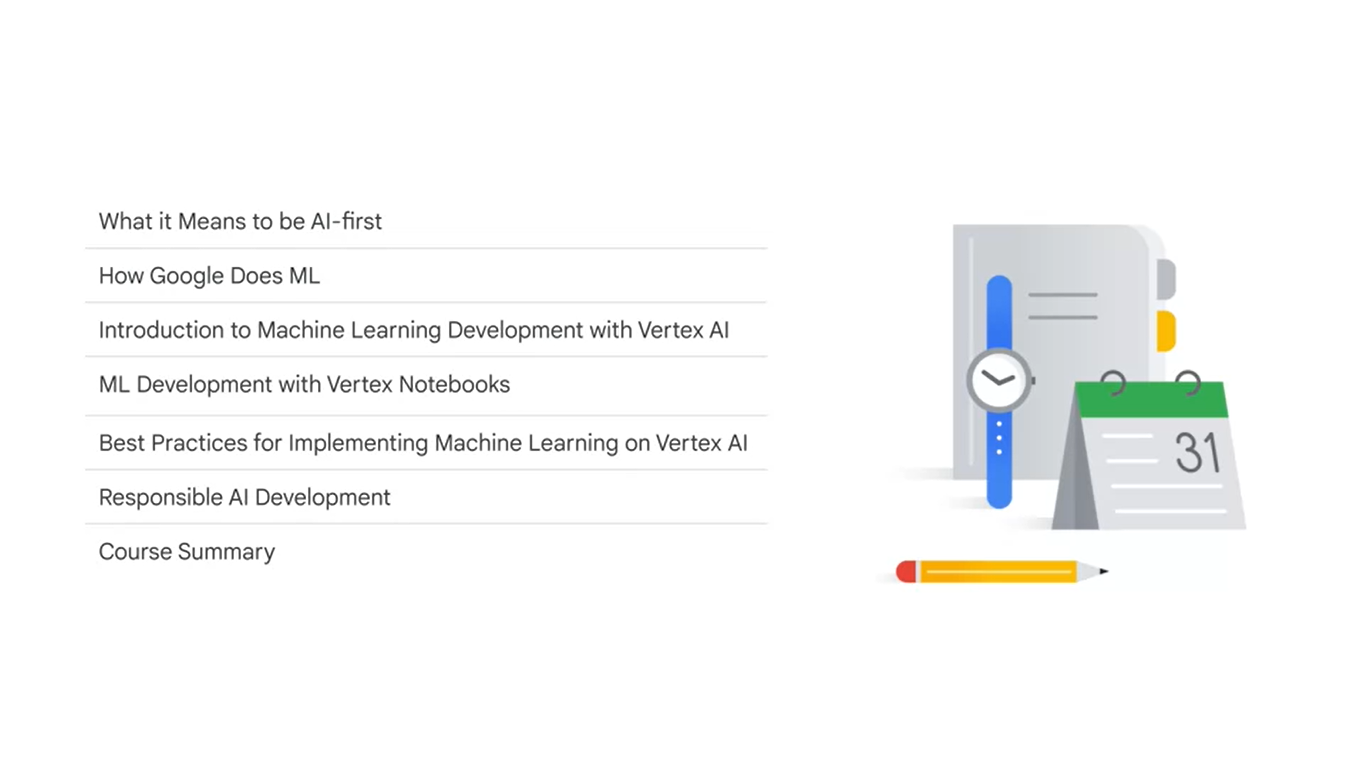 What it Means to be AI-first
How Google Does ML
Introduction to Machine Learning Development with Vertex AI
ML Development with Vertex Notebooks
Best Practices for Implementing Machine Learning on Vertex AI
Responsible AI Development
Course Summary
31